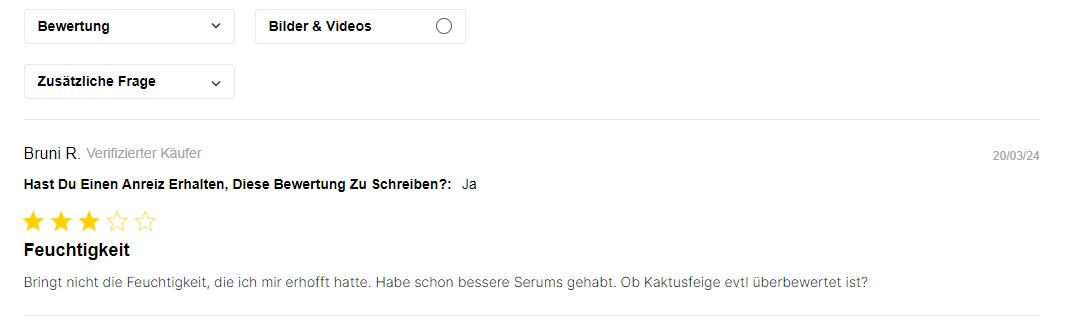 Bewertung
Bilder & Videos
Zusätzliche Frage
Bruni R. Verifizierter Käufer
20/03/24
Hast Du Einen Anreiz Erhalten, Diese Bewertung Zu Schreiben?: Ja
Feuchtigkeit
Bringt nicht die Feuchtigkeit, die ich mir erhofft hatte. Habe schon bessere Serums gehabt. Ob Kaktusfeige evtl überbewertet ist?